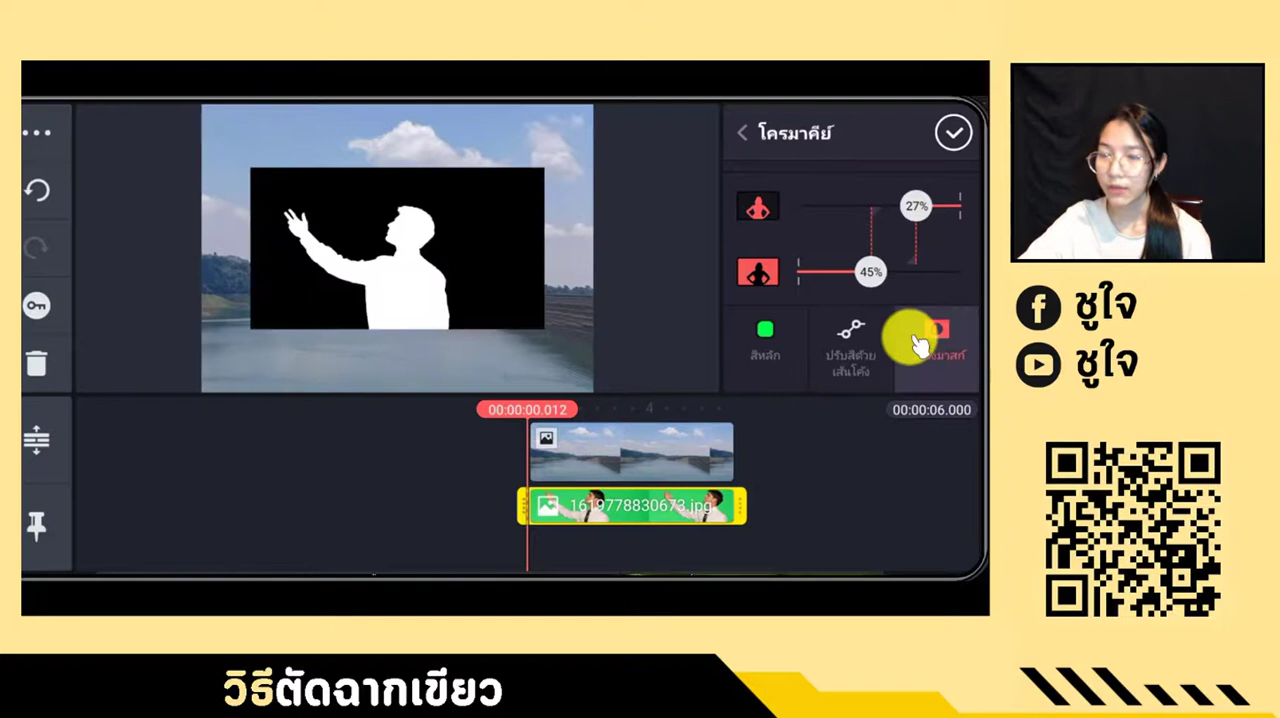 โครมาคีย์
27%
45%
สีหลัก
ปรับสีด้วย
เส้นโค้ง
00:00:00.012
4
00:00:06.000
1619778830673.jpg
f ชูใจ
ชูใจ
วิธีตัดฉากเขียว